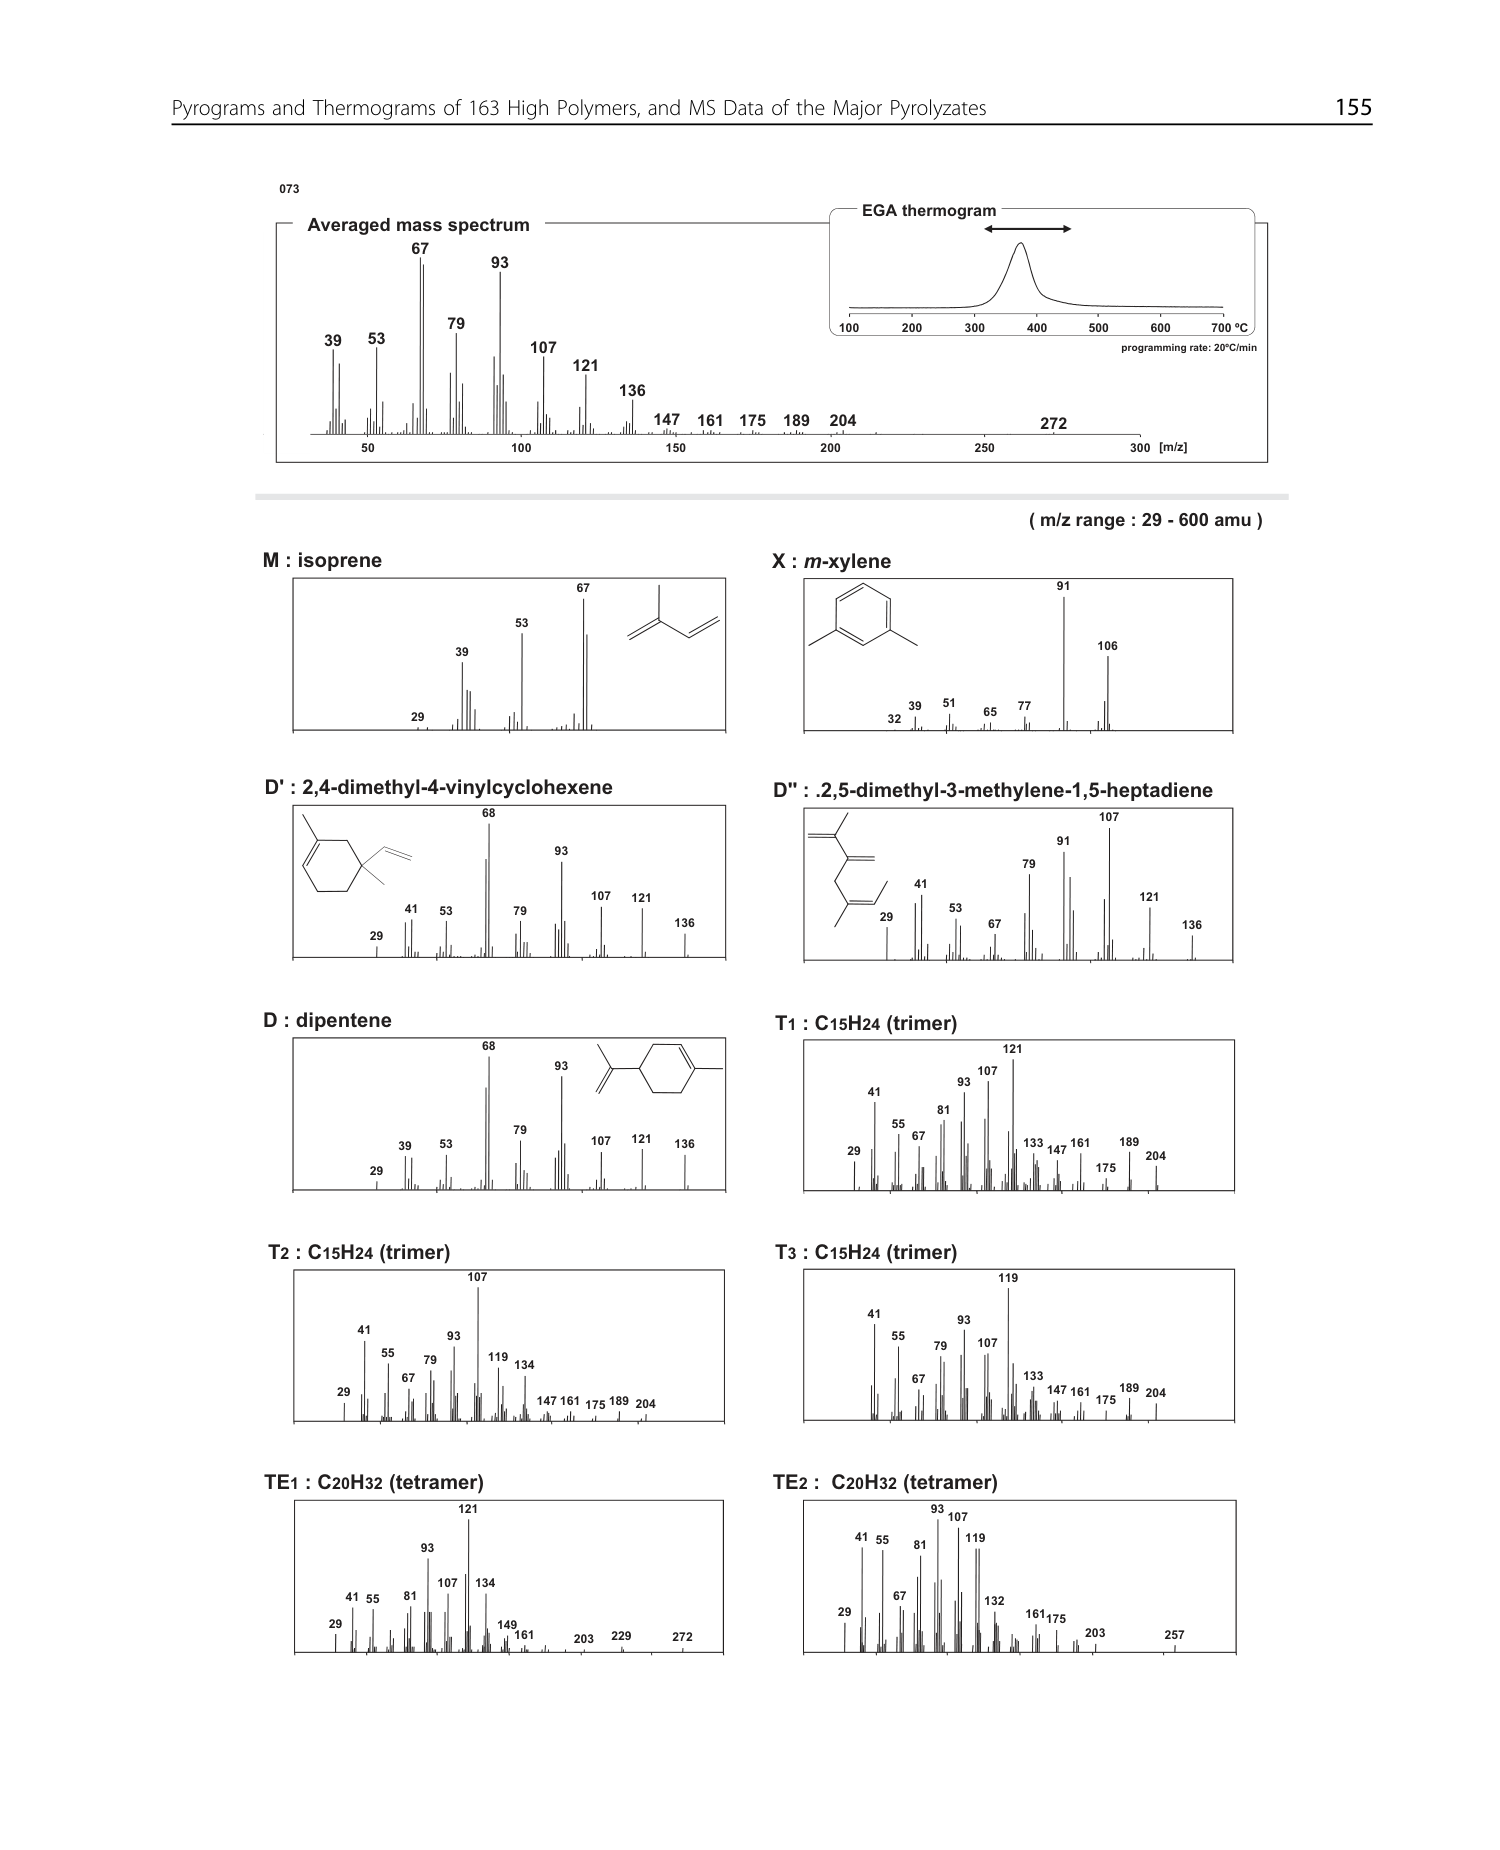 Pyrograms and Thermograms of 163 High Polymers, and MS Data of the Major Pyrolyzates 155
073
Averaged mass spectrum
EGA thermogram
67
93
39
53
79
107
121
136
147 161 175 189 204
272
50 100 150 200 250 300 [m/z]
100 200 300 400 500 600 700 ºC
programming rate: 20ºC/min
( m/z range : 29 - 600 amu )
M : isoprene
67
53
39
29
X : m-xylene
91
106
32 39 51 65 77
D' : 2,4-dimethyl-4-vinylcyclohexene
68
93
29 41 53 79 107 121 136
D" : .2,5-dimethyl-3-methylene-1,5-heptadiene
107
91
79
41
29 53 67 121 136
D : dipentene
68
93
79
29 39 53 107 121 136
T1 : C15H24 (trimer)
121
107
93
41
81
29 55 67 133 147 161 175 189 204
T2 : C15H24 (trimer)
107
41
93
55
29 67 79 119 134 147 161 175 189 204
T3 : C15H24 (trimer)
119
41
93
55
67 79 107 133 147 161 175 189 204
TE1 : C20H32 (tetramer)
121
93
29 41 55 81 107 134 149 161 203 229 272
TE2 : C20H32 (tetramer)
93
107
41 55 81 119
29 67 132 161 175 203 257